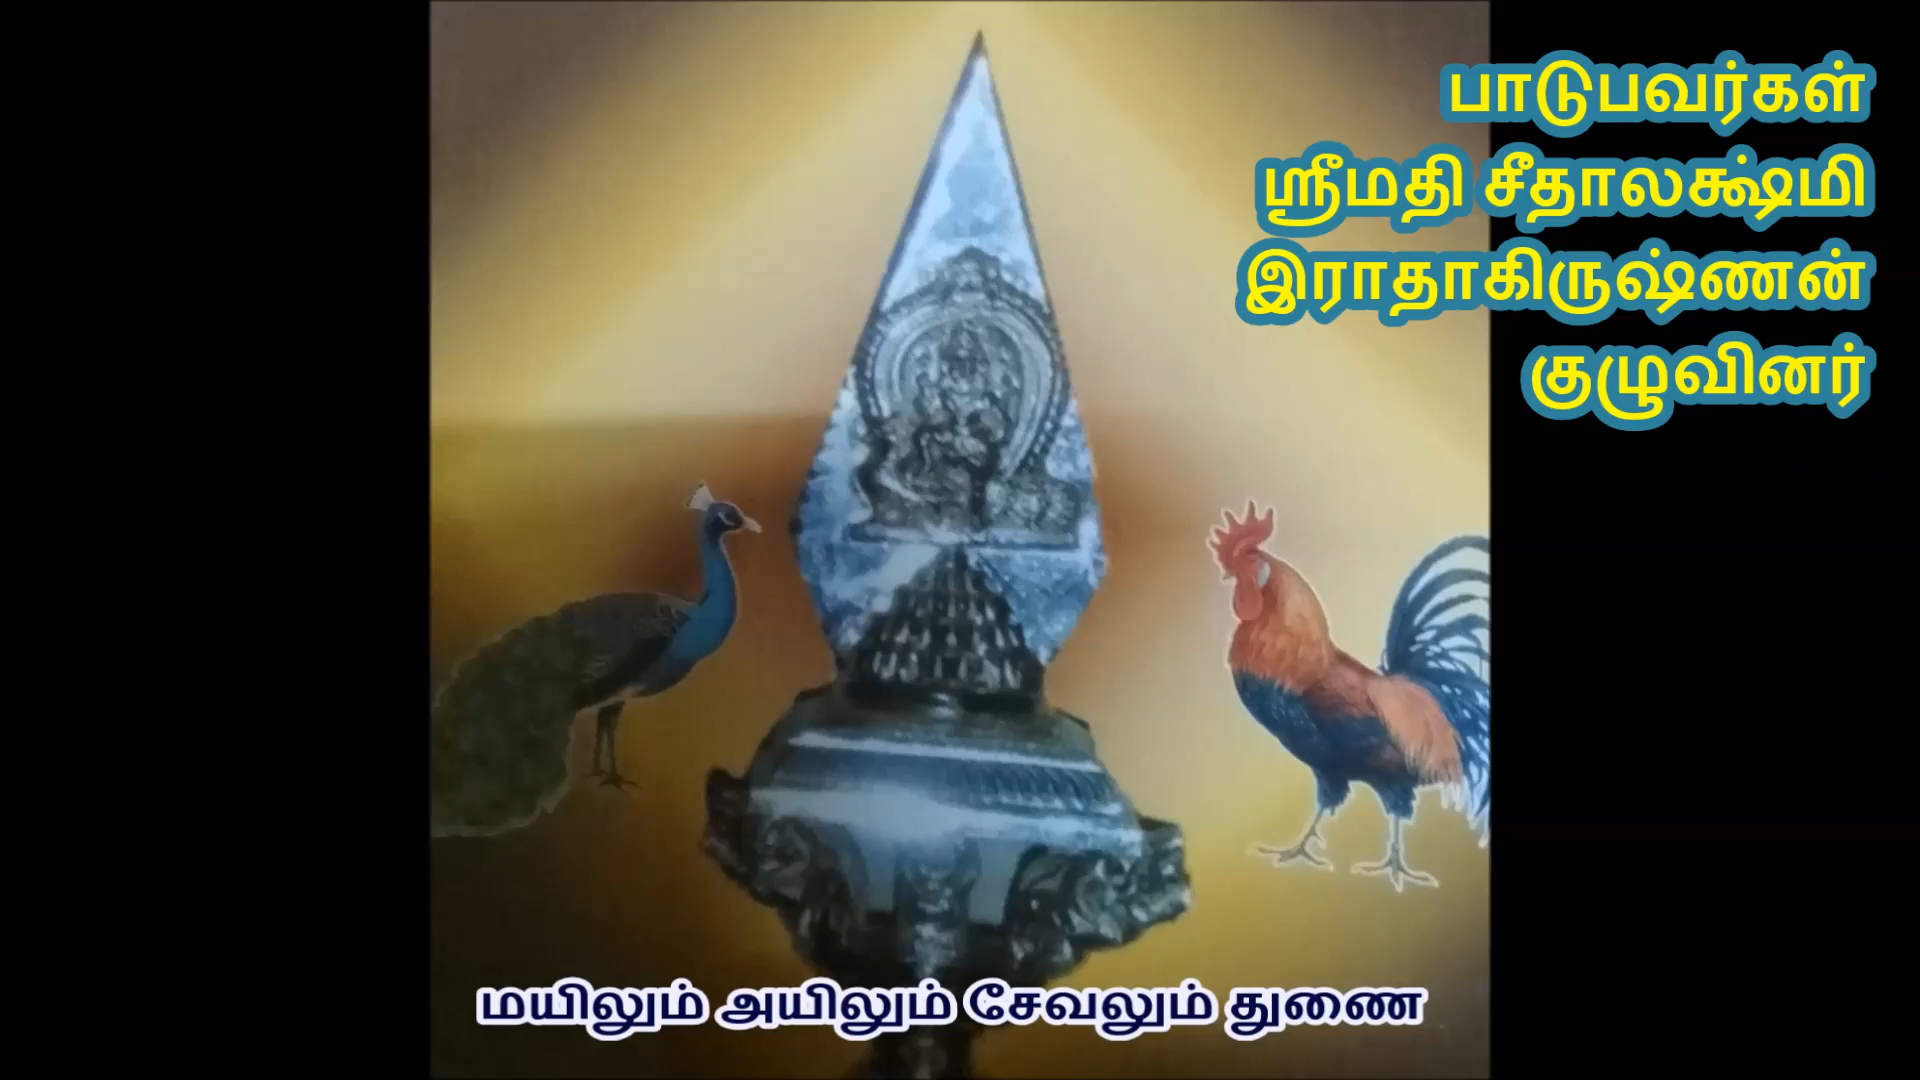 பாடுபவர்கள்
ஸ்ரீமதி சீதாலக்ஷ்மி
இராதாகிருஷ்ணன்
குழுவினர்
மயிலும் அயிலும் சேவலும் துணை